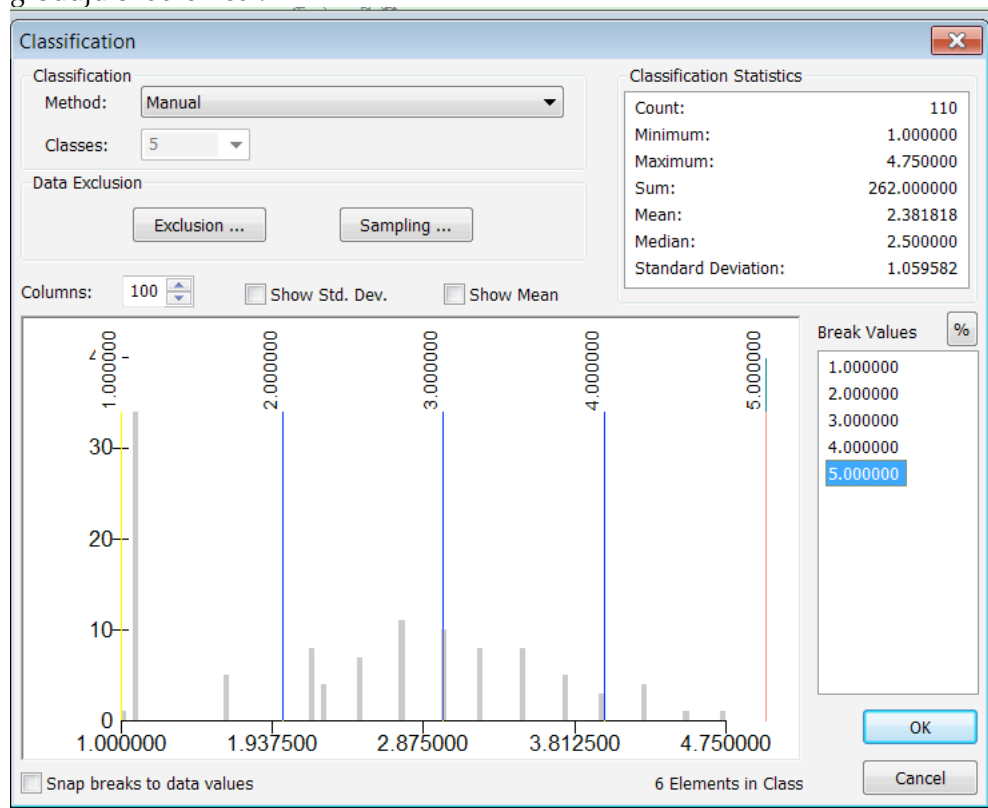 Classification
Classification
Method: Manual
Classes: 5
Data Exclusion
Exclusion ...
Sampling ...
Classification Statistics
Count: 110
Minimum: 1.000000
Maximum: 4.750000
Sum: 262.000000
Mean: 2.381818
Median: 2.500000
Standard Deviation: 1.059582
Columns: 100
Show Std. Dev.
Show Mean
1.000000
2.000000
3.000000
4.000000
5.000000
30
20
10
0
1.000000 1.937500 2.875000 3.812500 4.750000
Break Values %
1.000000
2.000000
3.000000
4.000000
5.000000
OK
Cancel
Snap breaks to data values
6 Elements in Class